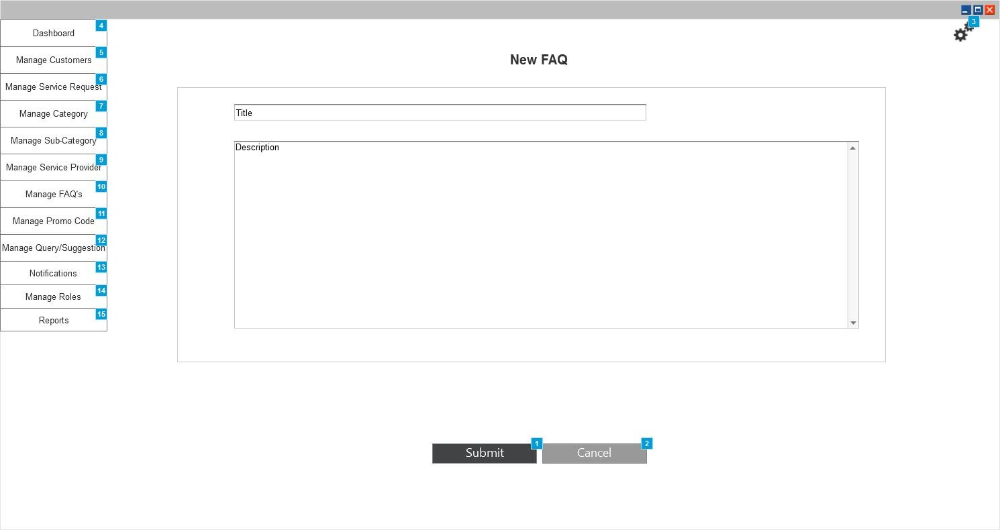 4
Dashboard
3
5
Manage Customers
New FAQ
6
Manage Service Request
7
Manage Category
Title
8
Manage Sub-Category
Description
9
Manage Service Provider
10
Manage FAQ's
11
Manage Promo Code
12
Manage Query/Suggestion
13
Notifications
14
Manage Roles
15
Reports
1
Submit
2
Cancel